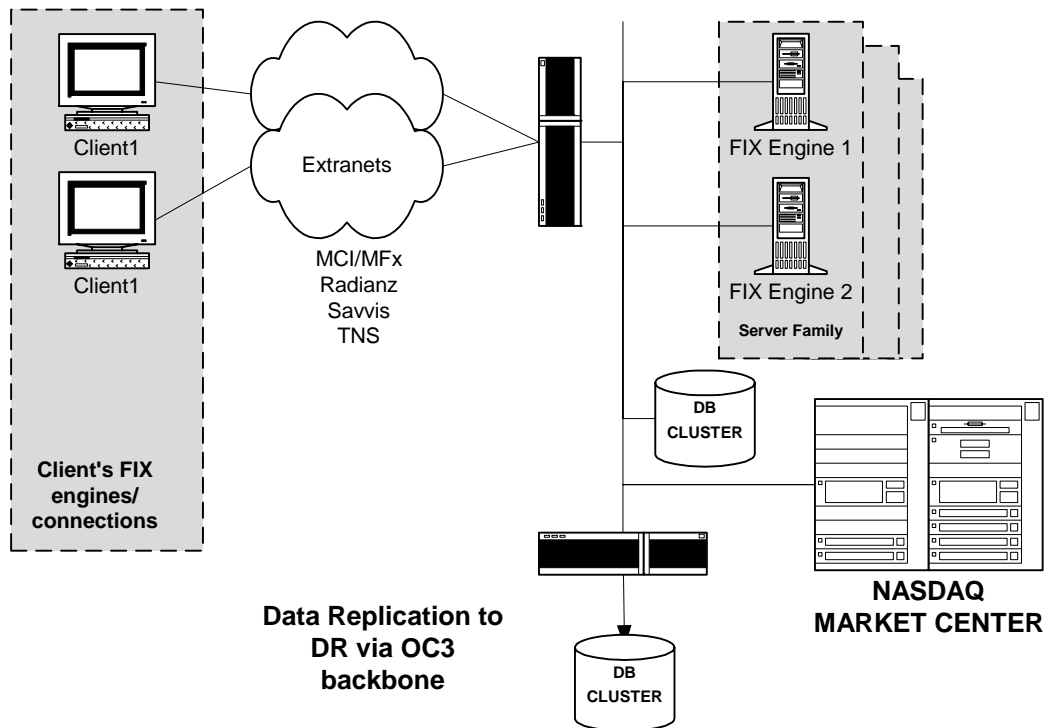 Client1
Client1
Client's FIX
engines/
connections
Extranets
MCI/MFx
Radianz
Savvis
TNS
FIX Engine 1
FIX Engine 2
Server Family
DB
CLUSTER
NASDAQ
MARKET CENTER
Data Replication to
DR via OC3
backbone
DB
CLUSTER